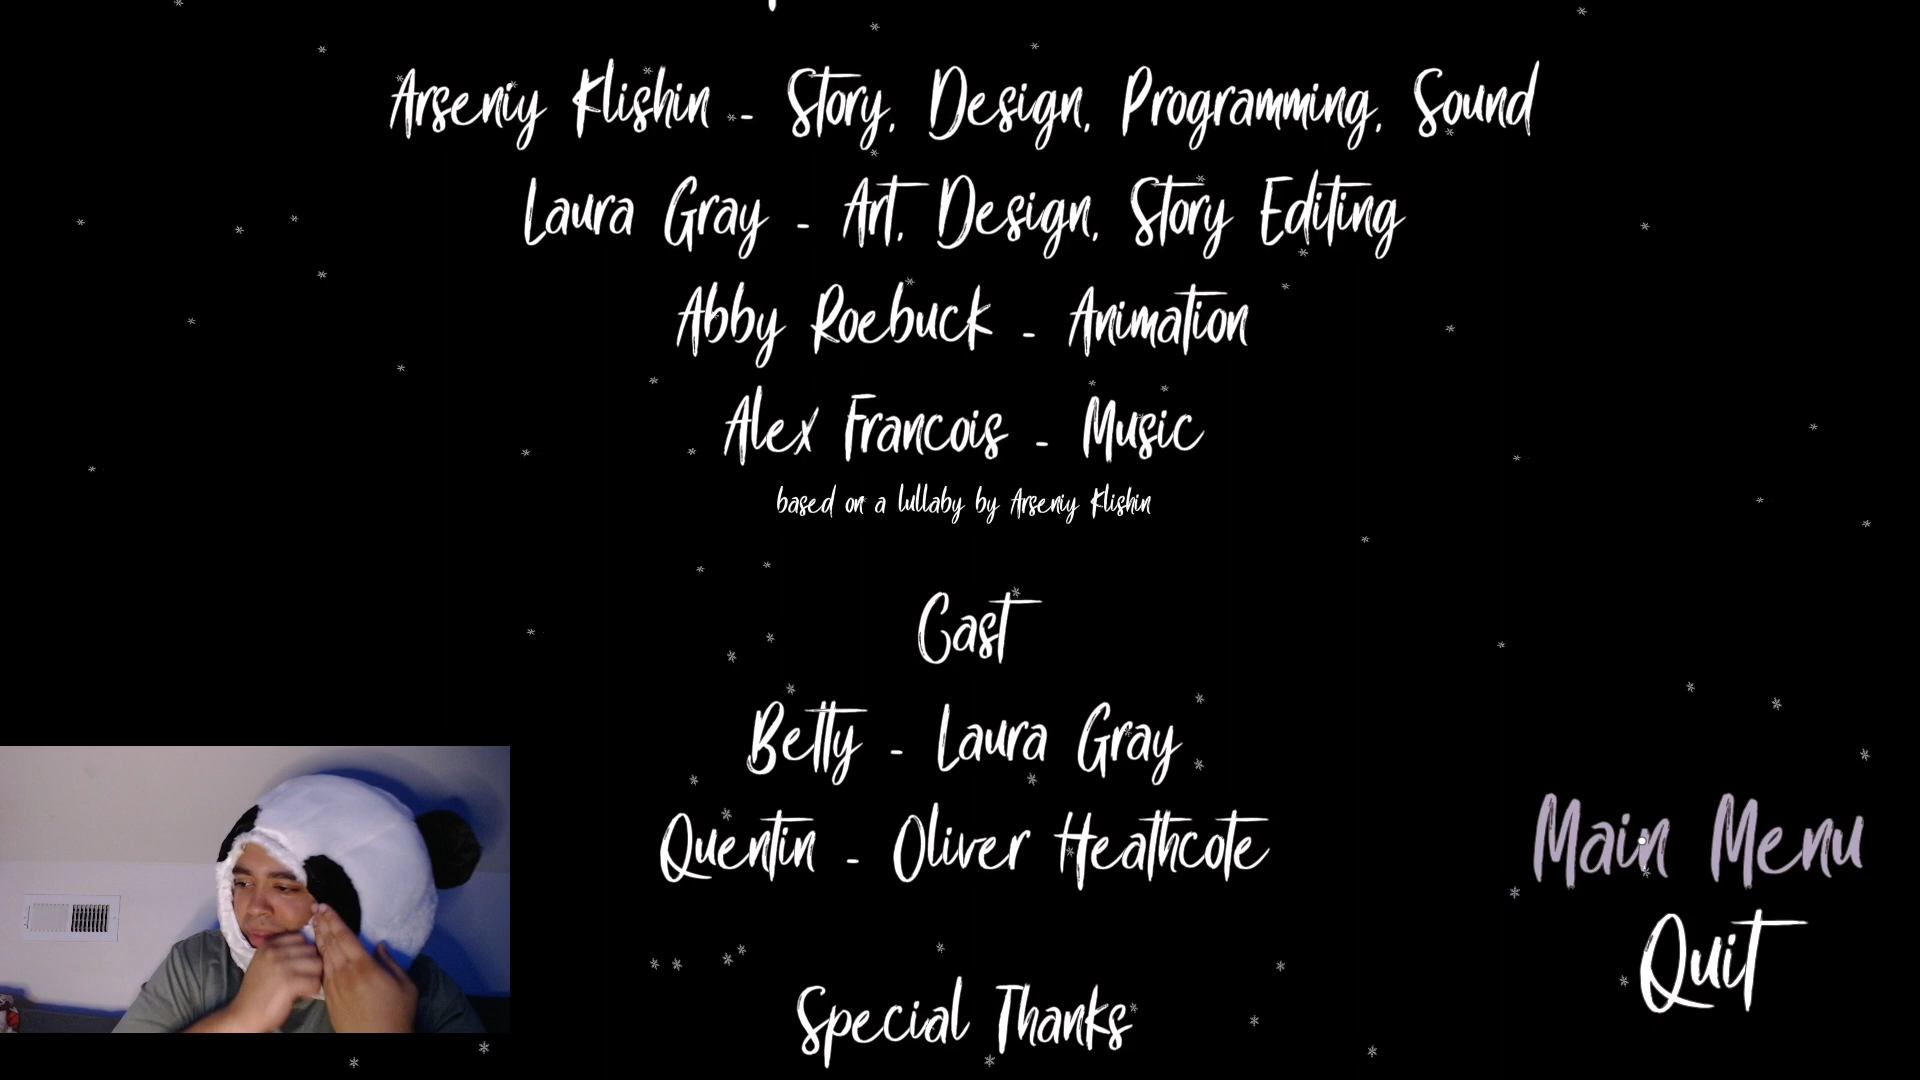 Arseniy Klishin - Story, Design, Programming, Sound
Laura Gray - Art, Design, Story Editing
Abby Roebuck - Animation
Alex Francois - Music
based on a lullaby by Arseniy Klishin
Cast
Betty - Laura Gray
Quentin - Oliver Heathcote
Main Menu
Quit
Special Thanks